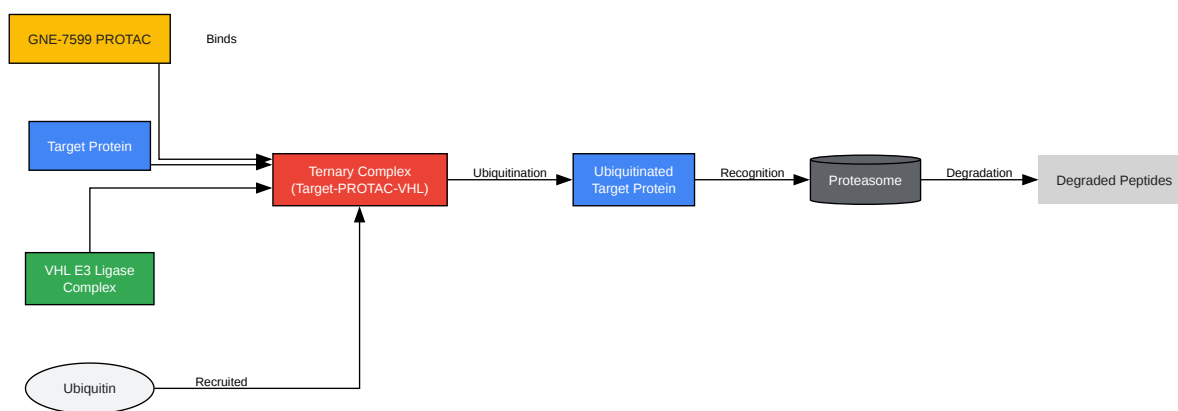 GNE-7599 PROTAC
Binds
Target Protein
Ternary Complex
(Target-PROTAC-VHL)
Ubiquitination
Ubiquitinated
Target Protein
Recognition
Proteasome
Degradation
Degraded Peptides
VHL E3 Ligase
Complex
Ubiquitin
Recruited